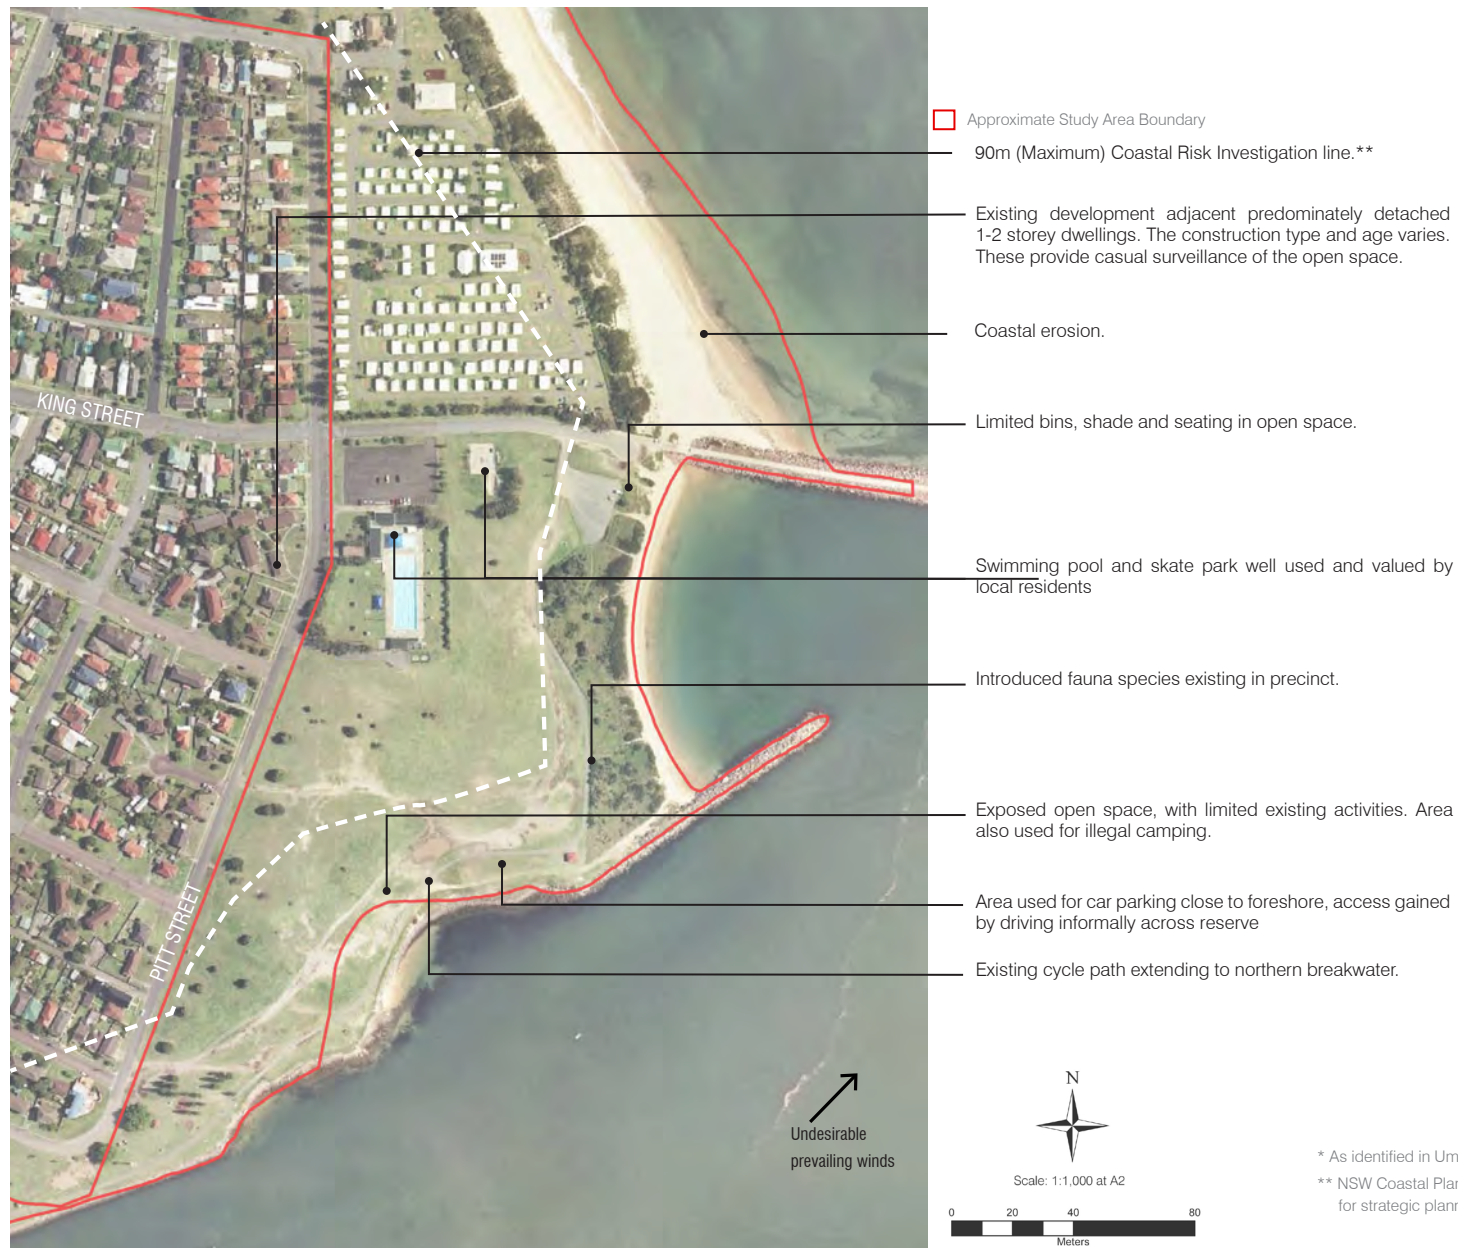 Approximate Study Area Boundary
90m (Maximum) Coastal Risk Investigation line.**
Existing development adjacent predominately detached
1-2 storey dwellings. The construction type and age varies.
These provide casual surveillance of the open space.
Coastal erosion.
KING STREET
Limited bins, shade and seating in open space.
Swimming pool and skate park well used and valued by
local residents
Introduced fauna species existing in precinct.
Exposed open space, with limited existing activities. Area
also used for illegal camping.
PITT STREET
Area used for car parking close to foreshore, access gained
by driving informally across reserve
Existing cycle path extending to northern breakwater.
Undesirable
prevailing winds
N
Scale: 1:1,000 at A2
0 20 40 80
Meters
* As identified in Um
** NSW Coastal Plan
for strategic plann